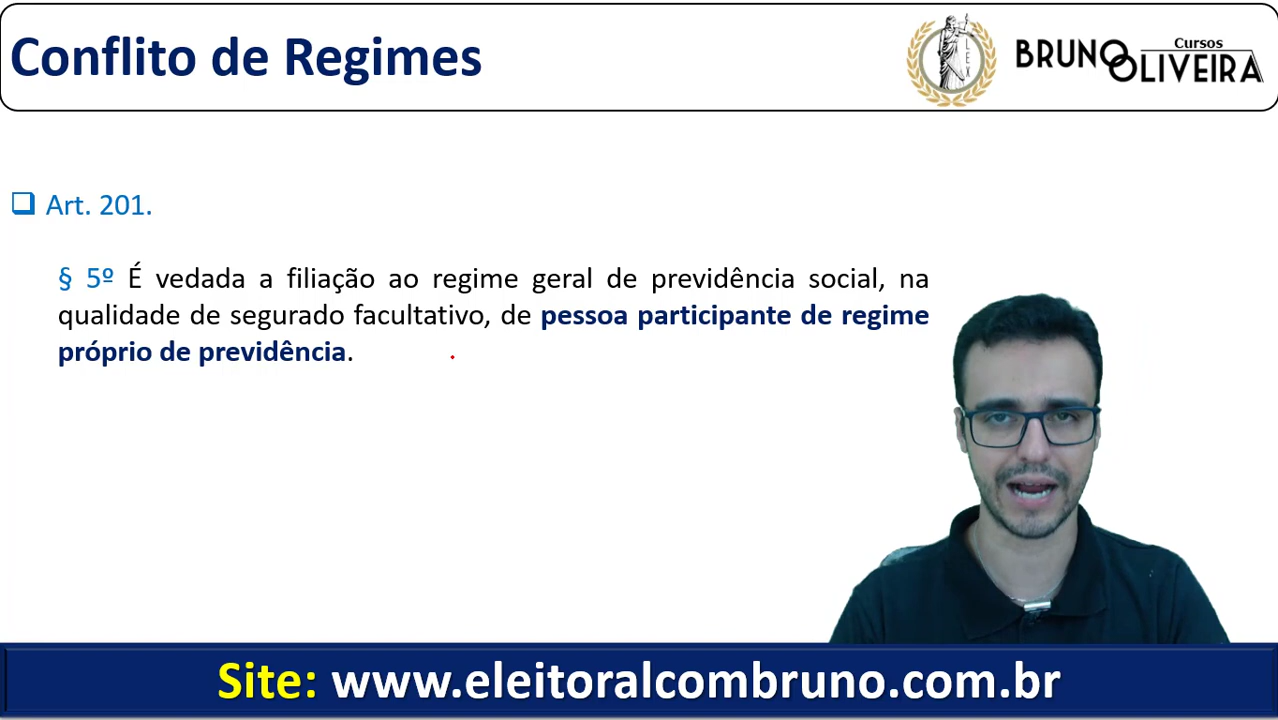 Conflito de Regimes
LEX
Cursos
BRUNO OLIVEIRA
Art. 201.
§ 5º É vedada a filiação ao regime geral de previdência social, na
qualidade de segurado facultativo, de pessoa participante de regime
próprio de previdência.
Site: www.eleitoralcombruno.com.br